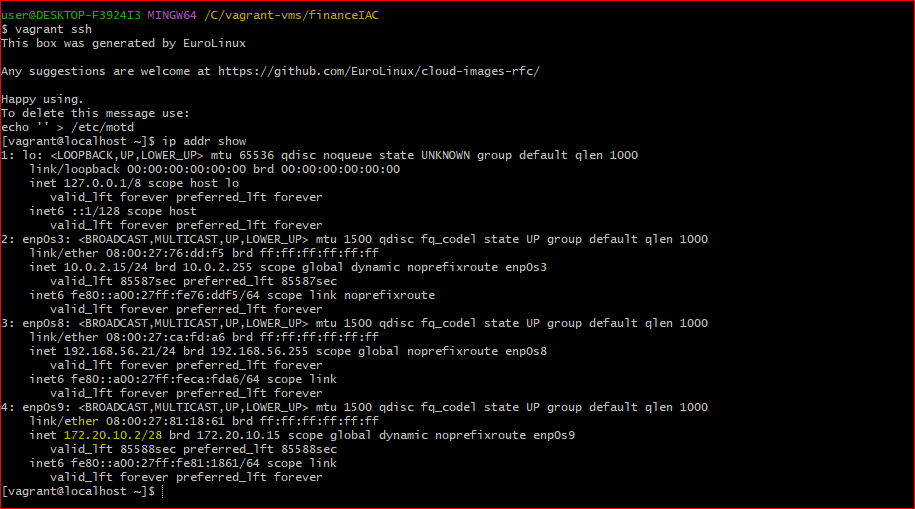 user@DESKTOP-F3924I3 MINGW64 /C/vagrant-vms/financeIAC
$ vagrant ssh
This box was generated by EuroLinux
Any suggestions are welcome at https://github.com/EuroLinux/cloud-images-rfc/
Happy using.
To delete this message use:
echo '' > /etc/motd
[vagrant@localhost ~]$ ip addr show
1: lo: <LOOPBACK,UP,LOWER_UP> mtu 65536 qdisc noqueue state UNKNOWN group default qlen 1000
    link/loopback 00:00:00:00:00:00 brd 00:00:00:00:00:00
    inet 127.0.0.1/8 scope host lo
       valid_lft forever preferred_lft forever
    inet6 ::1/128 scope host
       valid_lft forever preferred_lft forever
2: enp0s3: <BROADCAST,MULTICAST,UP,LOWER_UP> mtu 1500 qdisc fq_codel state UP group default qlen 1000
    link/ether 08:00:27:76:dd:f5 brd ff:ff:ff:ff:ff:ff
    inet 10.0.2.15/24 brd 10.0.2.255 scope global dynamic noprefixroute enp0s3
       valid_lft 85587sec preferred_lft 85587sec
    inet6 fe80::a00:27ff:fe76:ddf5/64 scope link noprefixroute
       valid_lft forever preferred_lft forever
3: enp0s8: <BROADCAST,MULTICAST,UP,LOWER_UP> mtu 1500 qdisc fq_codel state UP group default qlen 1000
    link/ether 08:00:27:ca:fd:a6 brd ff:ff:ff:ff:ff:ff
    inet 192.168.56.21/24 brd 192.168.56.255 scope global noprefixroute enp0s8
       valid_lft forever preferred_lft forever
    inet6 fe80::a00:27ff:feca:fda6/64 scope link
       valid_lft forever preferred_lft forever
4: enp0s9: <BROADCAST,MULTICAST,UP,LOWER_UP> mtu 1500 qdisc fq_codel state UP group default qlen 1000
    link/ether 08:00:27:81:18:61 brd ff:ff:ff:ff:ff:ff
    inet 172.20.10.2/28 brd 172.20.10.15 scope global dynamic noprefixroute enp0s9
       valid_lft 85588sec preferred_lft 85588sec
    inet6 fe80::a00:27ff:fe81:1861/64 scope link
       valid_lft forever preferred_lft forever
[vagrant@localhost ~]$